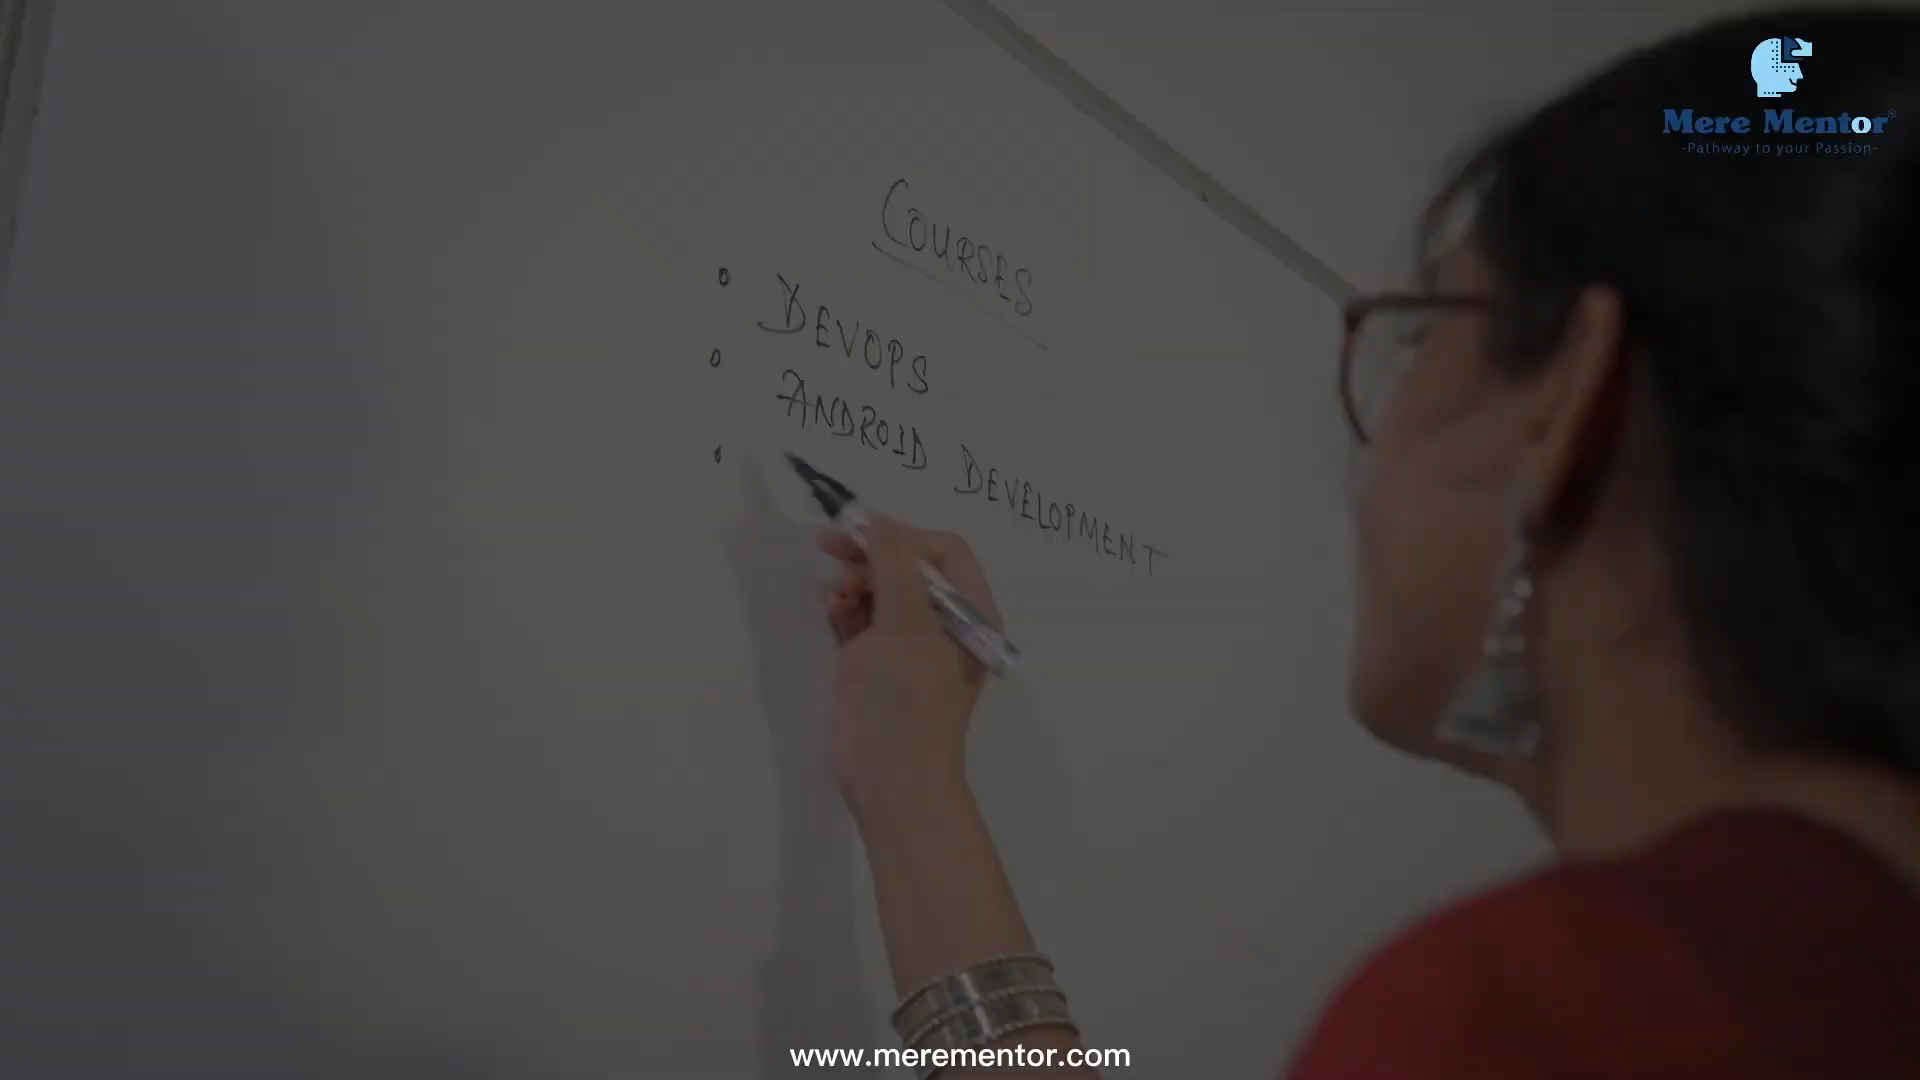 Mere Mentor®
-Pathway to your Passion-
COURSES
DEVOPS
ANDROID DEVELOPMENT
www.merementor.com